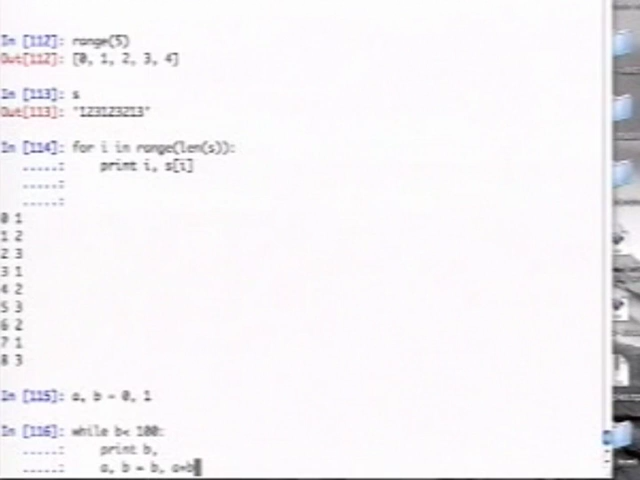 In [112]: range(5)
Out[112]: [0, 1, 2, 3, 4]
In [113]: s
Out[113]: '123123213'
In [114]: for i in range(len(s)):
.....: print i, s[i]
.....:
.....:
0 1
1 2
2 3
3 1
4 2
5 3
6 2
7 1
8 3
In [115]: a, b = 0, 1
In [116]: while b< 100:
.....: print b,
.....: a, b = b, a+b